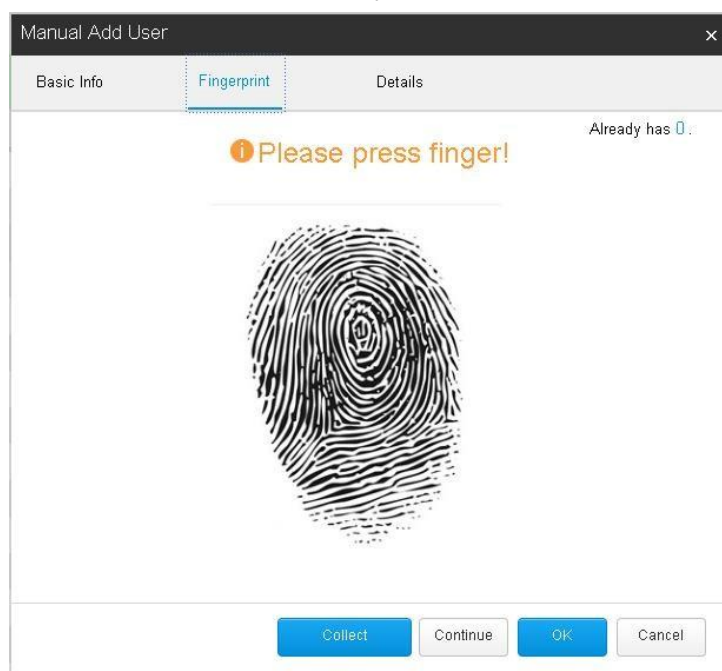 Manual Add User
Basic Info Fingerprint Details
Already has 0.
Please press finger!
Collect Continue OK Cancel